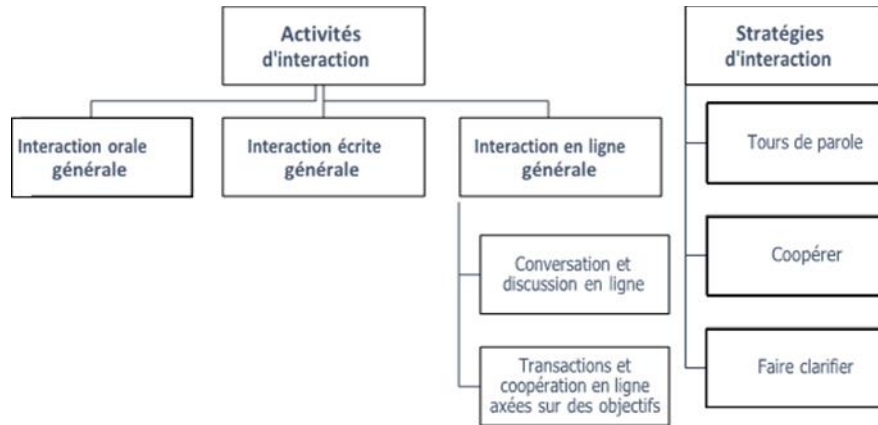 Activités
d'interaction
Interaction orale
générale
Interaction écrite
générale
Interaction en ligne
générale
Conversation et
discussion en ligne
Transactions et
coopération en ligne
axées sur des objectifs
Stratégies
d'interaction
Tours de parole
Coopérer
Faire clarifier